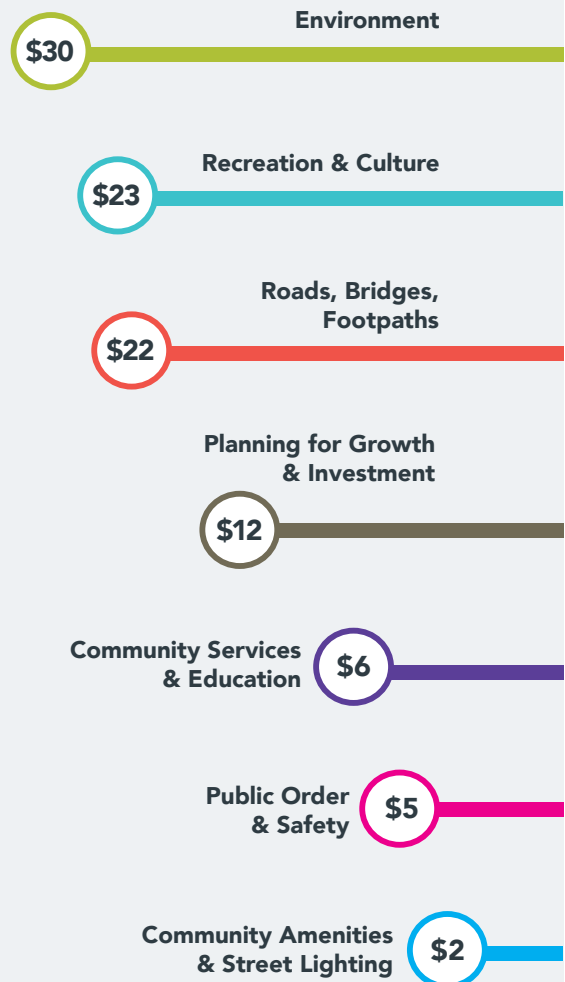 Environment
$30
Recreation & Culture
$23
Roads, Bridges,
Footpaths
$22
Planning for Growth
& Investment
$12
Community Services
& Education
$6
Public Order
& Safety
$5
Community Amenities
& Street Lighting
$2